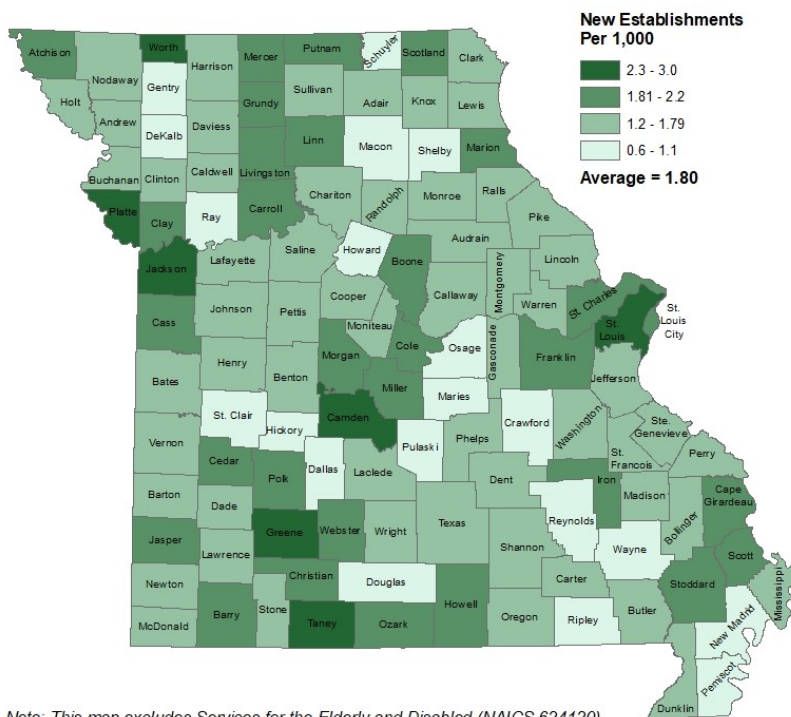 New Establishments
Per 1,000
2.3 - 3.0
1.81 - 2.2
1.2 - 1.79
0.6 - 1.1
Average = 1.80
Atchison
Nodaway
Worth
Harrison
Mercer
Putnam
Schuyler
Scotland
Clark
Holt
Gentry
Grundy
Sullivan
Adair
Knox
Lewis
Andrew
DeKalb
Daviess
Linn
Macon
Shelby
Marion
Buchanan
Clinton
Caldwell
Livingston
Chariton
Randolph
Monroe
Ralls
Pike
Platte
Clay
Ray
Carroll
Howard
Boone
Audrain
Lincoln
Jackson
Lafayette
Saline
Cooper
Callaway
Montgomery
Warren
St. Charles
St. Louis
St.
Louis
City
Cass
Johnson
Pettis
Moniteau
Cole
Osage
Gasconade
Franklin
Jefferson
Morgan
Miller
Maries
Bates
Henry
Benton
Camden
Crawford
Washington
Ste.
Genevieve
St. Clair
Hickory
Pulaski
Phelps
St.
Francois
Perry
Vernon
Cedar
Polk
Dallas
Laclede
Dent
Iron
Madison
Bollinger
Cape
Girardeau
Barton
Dade
Greene
Webster
Wright
Texas
Shannon
Reynolds
Wayne
Scott
Jasper
Lawrence
Christian
Douglas
Howell
Carter
Stoddard
Mississippi
Newton
Stone
Taney
Ozark
Oregon
Ripley
Butler
New Madrid
McDonald
Barry
Pemiscot
Dunklin
Note: This map excludes Services for the Elderly and Disabled (NAICS 624120)